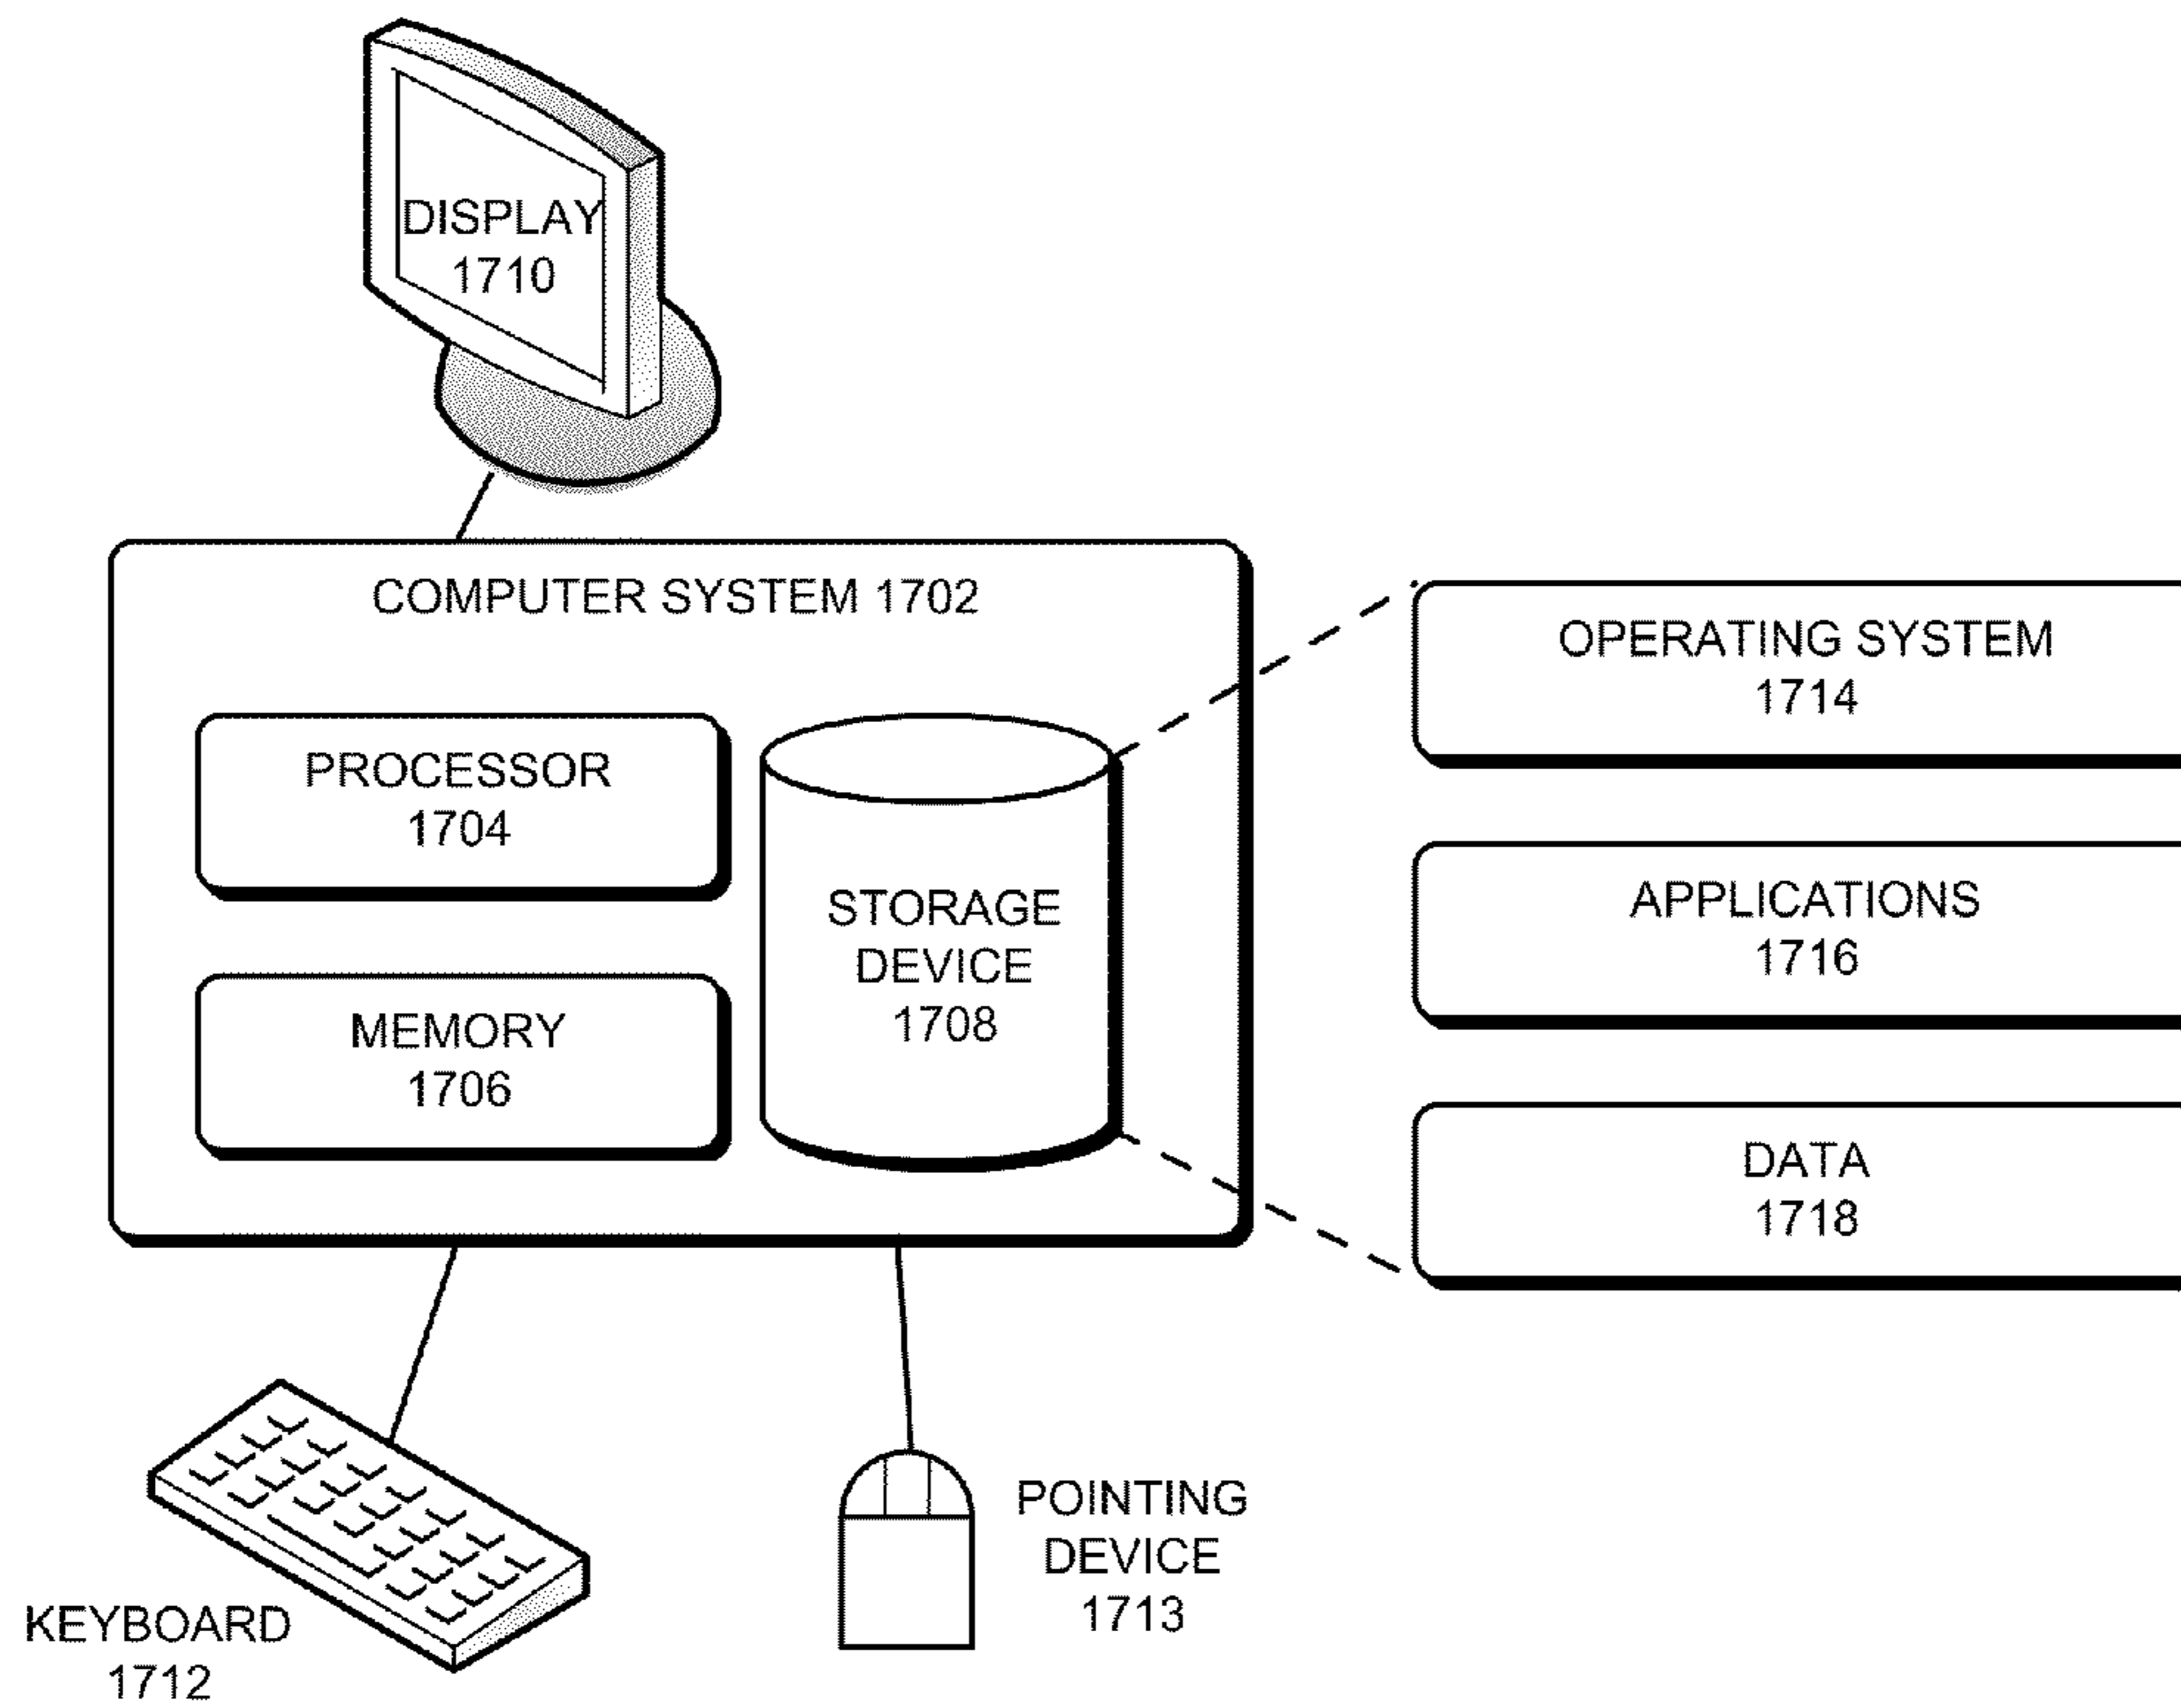 DISPLAY
1710
COMPUTER SYSTEM 1702
PROCESSOR
1704
MEMORY
1706
STORAGE
DEVICE
1708
OPERATING SYSTEM
1714
APPLICATIONS
1716
DATA
1718
KEYBOARD
1712
POINTING
DEVICE
1713